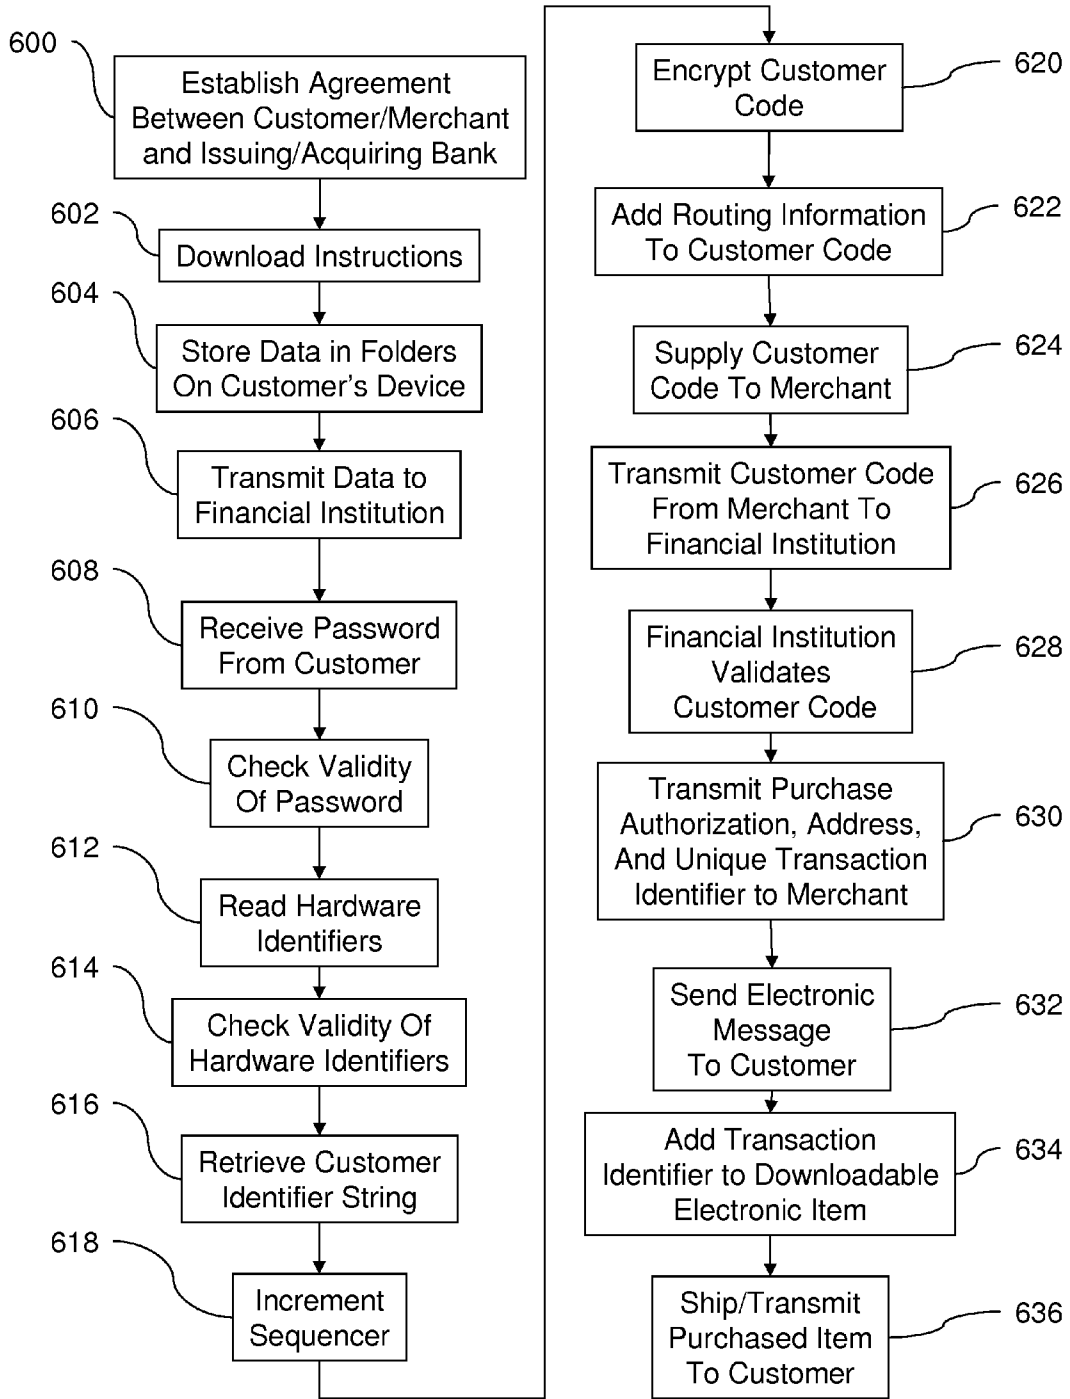 600
Establish Agreement
Between Customer/Merchant
and Issuing/Acquiring Bank
602
Download Instructions
604
Store Data in Folders
On Customer's Device
606
Transmit Data to
Financial Institution
608
Receive Password
From Customer
610
Check Validity
Of Password
612
Read Hardware
Identifiers
614
Check Validity Of
Hardware Identifiers
616
Retrieve Customer
Identifier String
618
Increment
Sequencer
Encrypt Customer
Code
620
Add Routing Information
To Customer Code
622
Supply Customer
Code To Merchant
624
Transmit Customer Code
From Merchant To
Financial Institution
626
Financial Institution
Validates
Customer Code
628
Transmit Purchase
Authorization, Address,
And Unique Transaction
Identifier to Merchant
630
Send Electronic
Message
To Customer
632
Add Transaction
Identifier to Downloadable
Electronic Item
634
Ship/Transmit
Purchased Item
To Customer
636